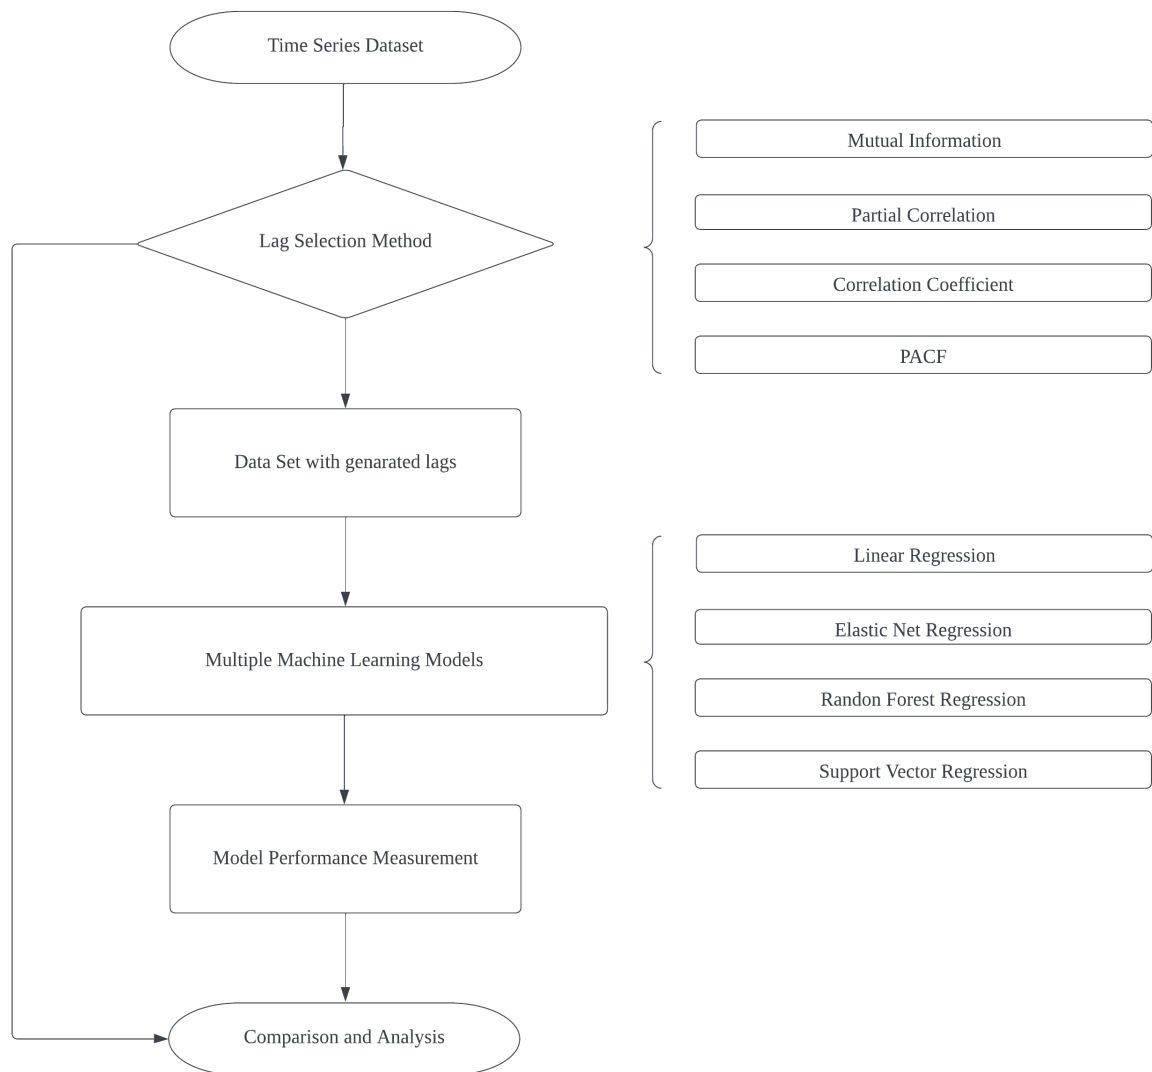 Time Series Dataset
Mutual Information
Partial Correlation
Lag Selection Method
Correlation Coefficient
PACF
Data Set with genarated lags
Linear Regression
Elastic Net Regression
Multiple Machine Learning Models
Randon Forest Regression
Support Vector Regression
Model Performance Measurement
Comparison and Analysis